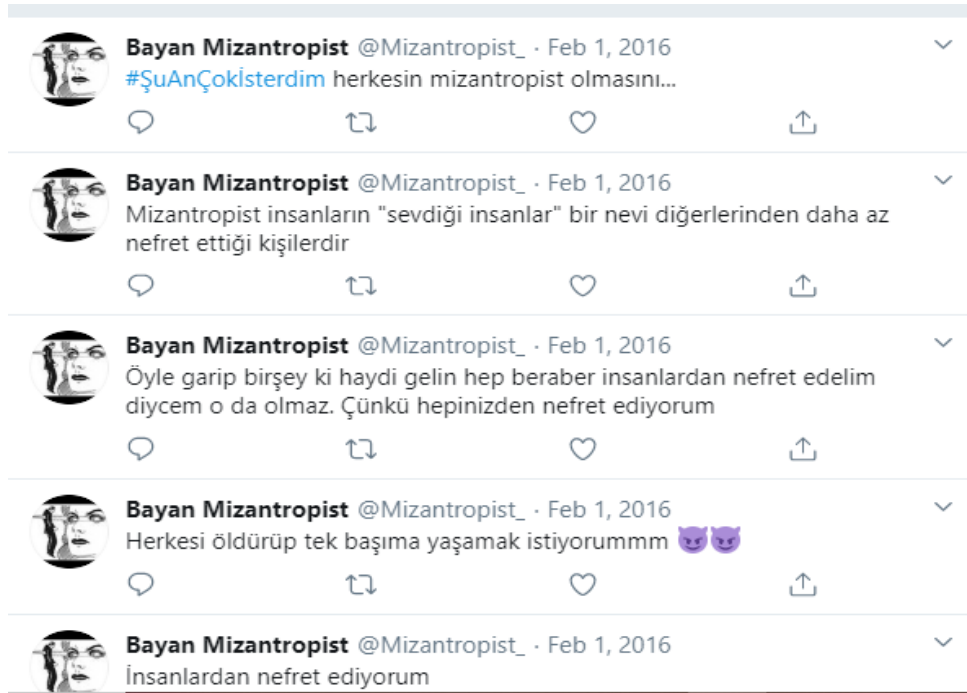 Bayan Mizantropist @Mizantropist_ · Feb 1, 2016
#ŞuAnÇokİsterdim herkesin mizantropist olmasını...
Bayan Mizantropist @Mizantropist_ · Feb 1, 2016
Mizantropist insanların "sevdiği insanlar" bir nevi diğerlerinden daha az
nefret ettiği kişilerdir
Bayan Mizantropist @Mizantropist_ · Feb 1, 2016
Öyle garip birşey ki haydi gelin hep beraber insanlardan nefret edelim
diycem o da olmaz. Çünkü hepinizden nefret ediyorum
Bayan Mizantropist @Mizantropist_ · Feb 1, 2016
Herkesi öldürüp tek başıma yaşamak istiyorummm 😈😈
Bayan Mizantropist @Mizantropist_ · Feb 1, 2016
İnsanlardan nefret ediyorum